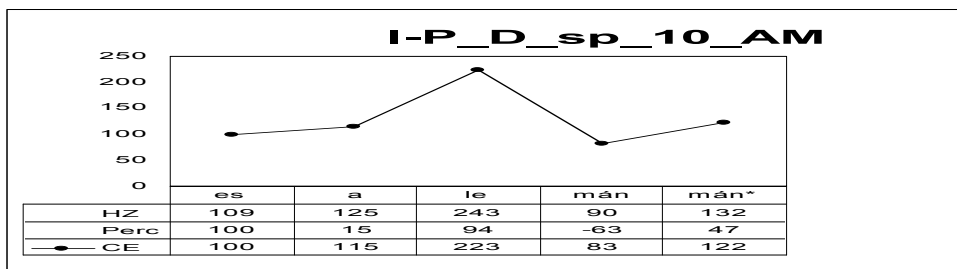 I-P_D_sp_10_AM
250
200
150
100
50
0
es a le mán mán*
HZ 109 125 243 90 132
Perc 100 15 94 -63 47
CE 100 115 223 83 122